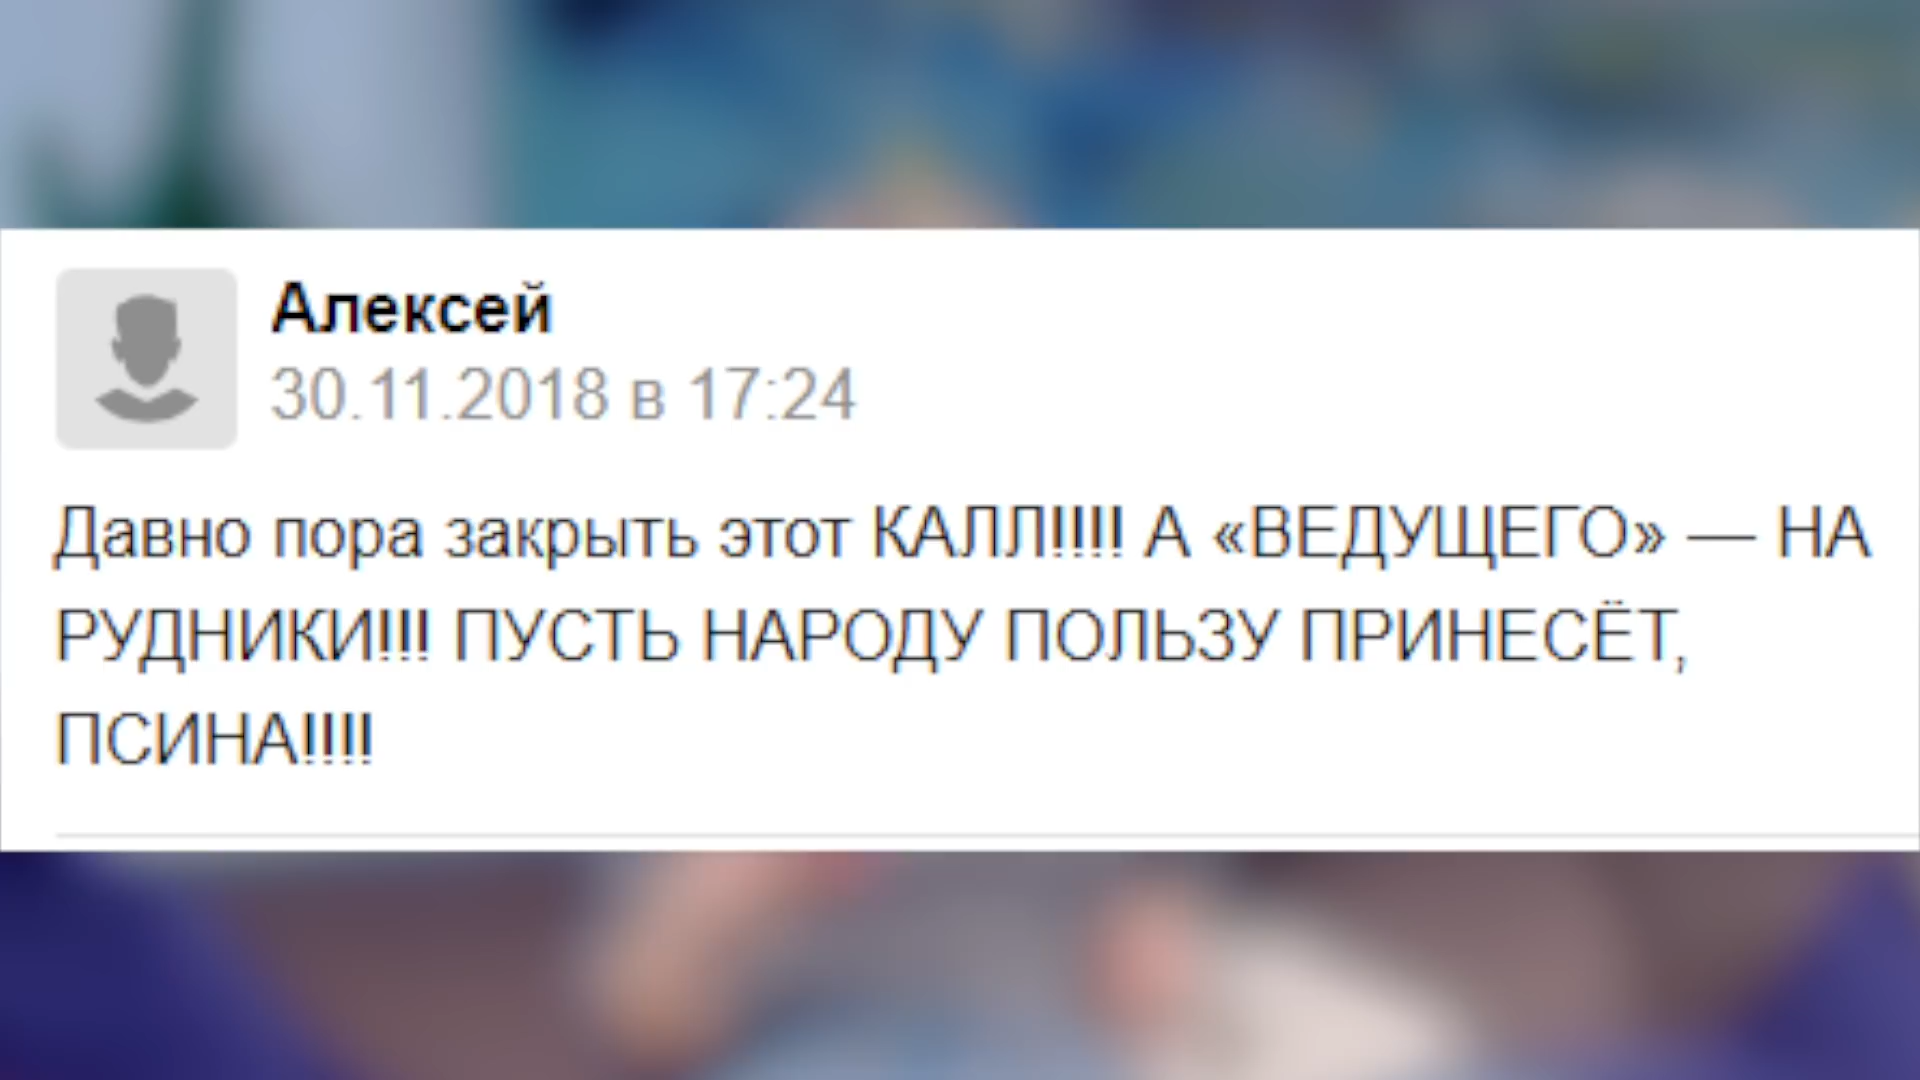 Алексей
30.11.2018 в 17:24
Давно пора закрыть этот КАЛЛ!!!! А «ВЕДУЩЕГО» — НА
РУДНИКИ!!! ПУСТЬ НАРОДУ ПОЛЬЗУ ПРИНЕСЁТ,
ПСИНА!!!!